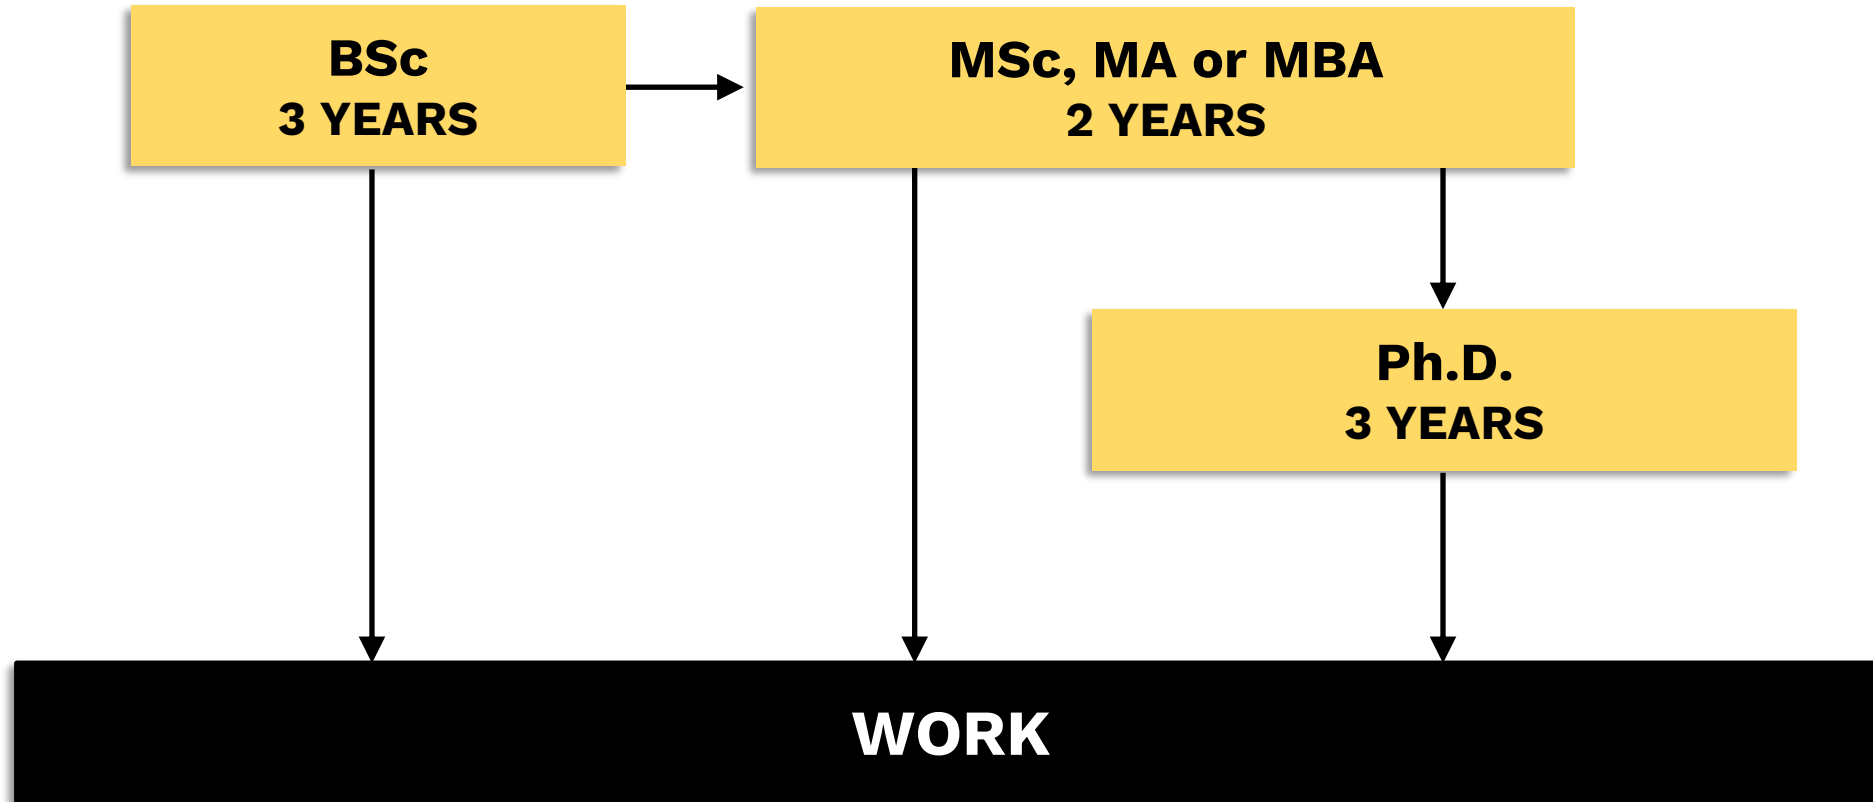 BSc
3 YEARS
MSc, MA or MBA
2 YEARS
Ph.D.
3 YEARS
WORK